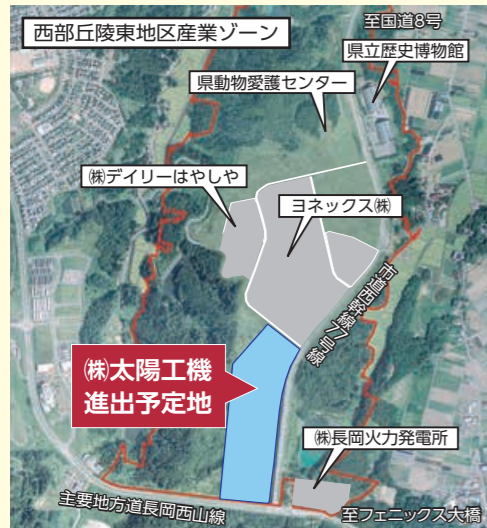 西部丘陵東地区産業ゾーン
至国道8号
県立歴史博物館
県動物愛護センター
㈱デイリーはやしや
ヨネックス㈱
市道西幹線77号線
㈱太陽工機
進出予定地
㈱長岡火力発電所
主要地方道長岡西山線
至フェニックス大橋